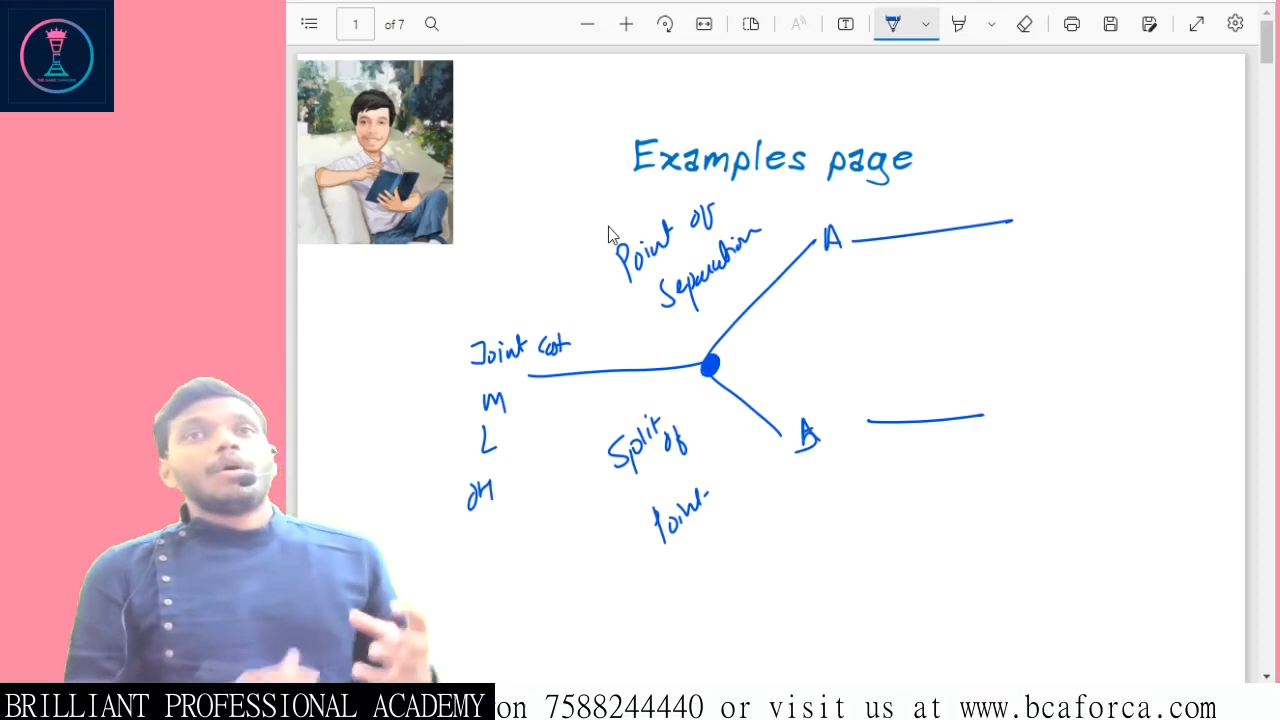 1 of 7
Examples page
Point of
separation
A
Joint Cost
M
L
OH
Split of
Point
BRILLIANT PROFESSIONAL ACADEMY on 7588244440 or visit us at www.bcaforca.com